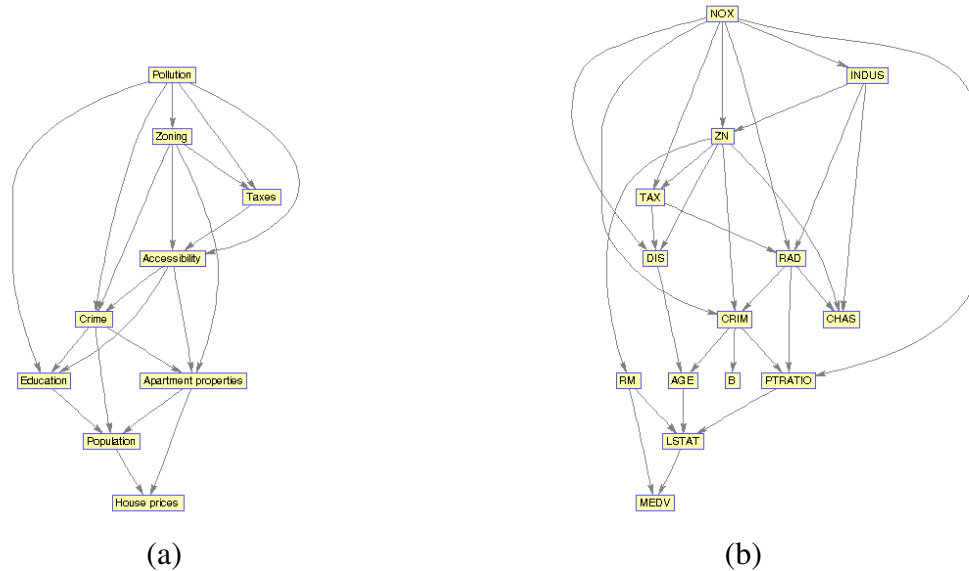 Pollution
Zoning
Taxes
Accessibility
Crime
Education
Apartment properties
Population
House prices
(a)
NOX
INDUS
ZN
TAX
DIS
RAD
CRIM
CHAS
RM
AGE
B
PTRATIO
LSTAT
MEDV
(b)